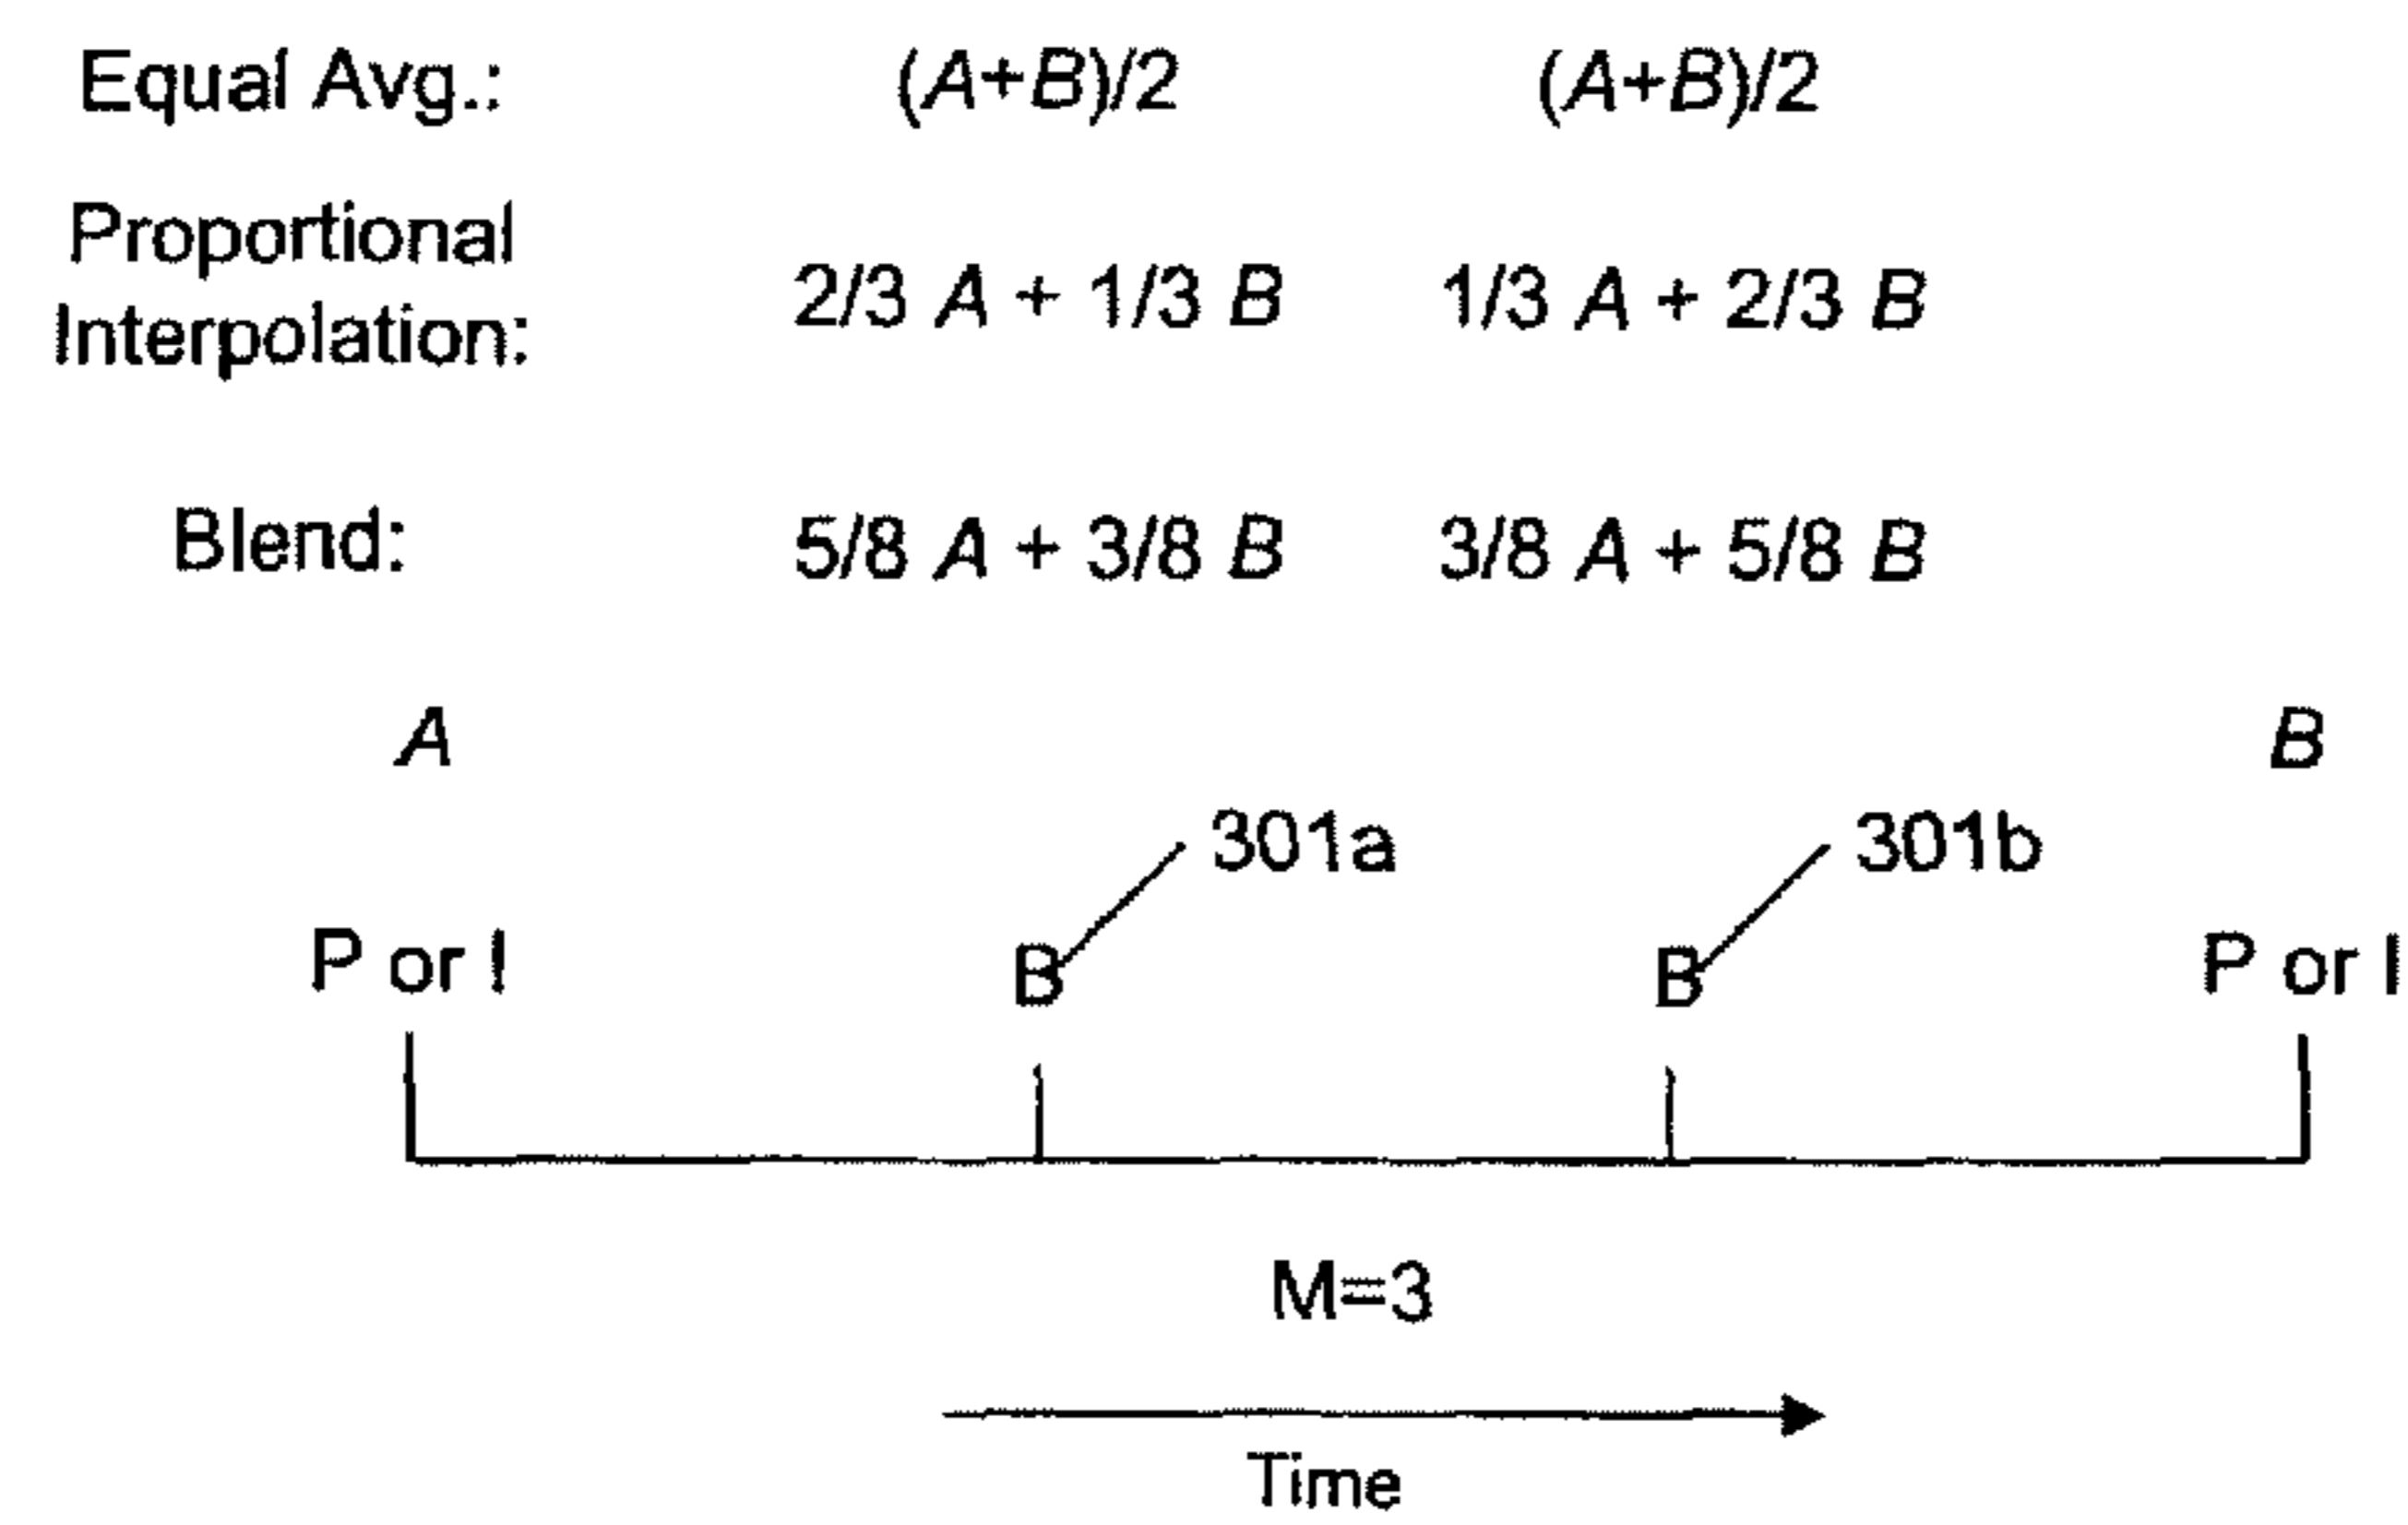 Equal Avg.: (A+B)/2 (A+B)/2
Proportional
Interpolation: 2/3 A + 1/3 B 1/3 A + 2/3 B
Blend: 5/8 A + 3/8 B 3/8 A + 5/8 B
A B
301a 301b
P or I B B P or I
M=3
Time